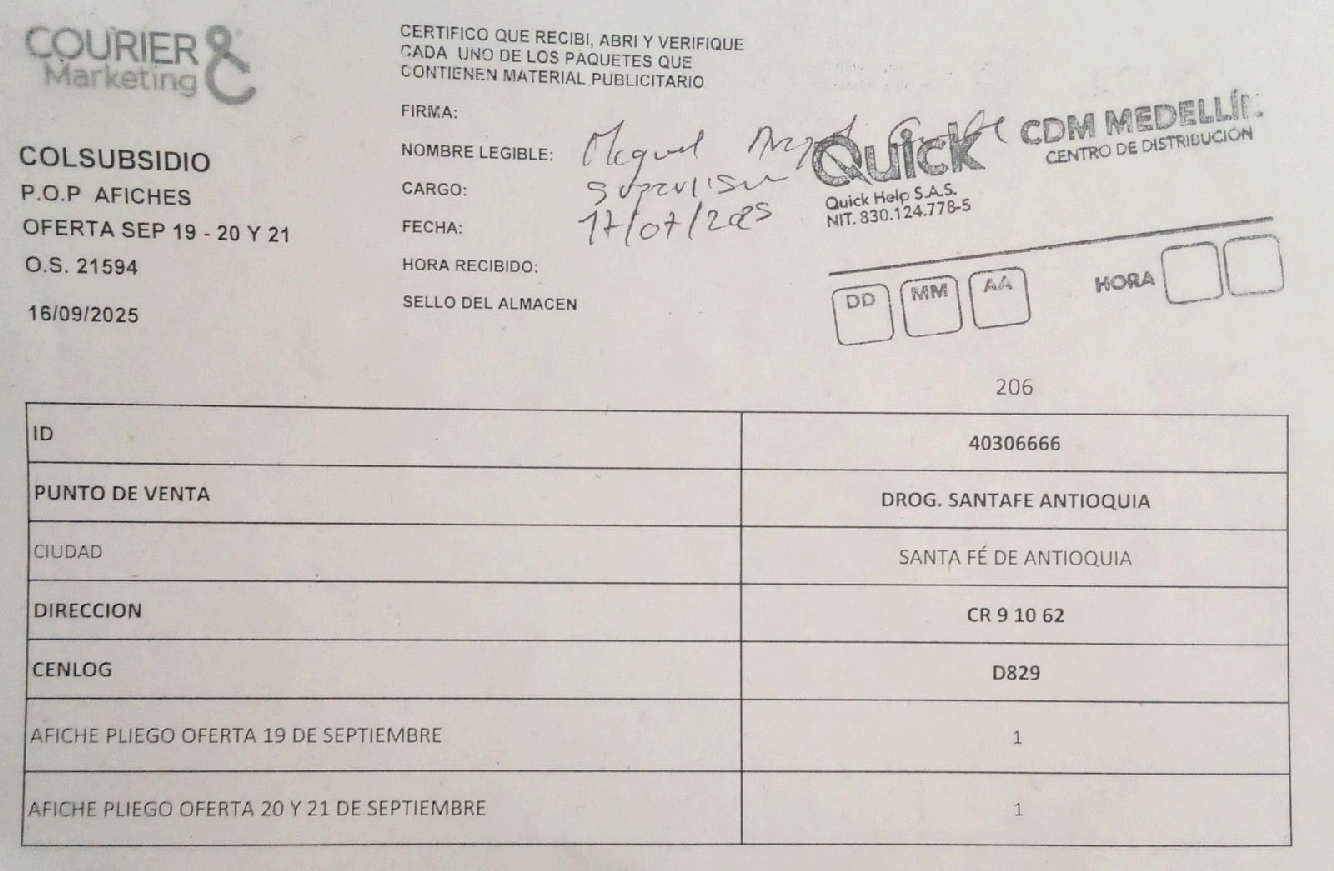 COURIER &
Marketing
COLSUBSIDIO
P.O.P AFICHES
OFERTA SEP 19 - 20 Y 21
O.S. 21594
16/09/2025
CERTIFICO QUE RECIBI, ABRI Y VERIFIQUE
CADA UNO DE LOS PAQUETES QUE
CONTIENEN MATERIAL PUBLICITARIO
FIRMA:
NOMBRE LEGIBLE: Miguel
CARGO: supervisor
FECHA: 17/07/2025
HORA RECIBIDO:
SELLO DEL ALMACEN
Quick
Quick Help S.A.S.
NIT. 830.124.778-5
CDM MEDELLÍN
CENTRO DE DISTRIBUCIÓN
DD MM AA HORA
206
ID 40306666
PUNTO DE VENTA DROG. SANTAFE ANTIOQUIA
CIUDAD SANTA FÉ DE ANTIOQUIA
DIRECCION CR 9 10 62
CENLOG D829
AFICHE PLIEGO OFERTA 19 DE SEPTIEMBRE 1
AFICHE PLIEGO OFERTA 20 Y 21 DE SEPTIEMBRE 1